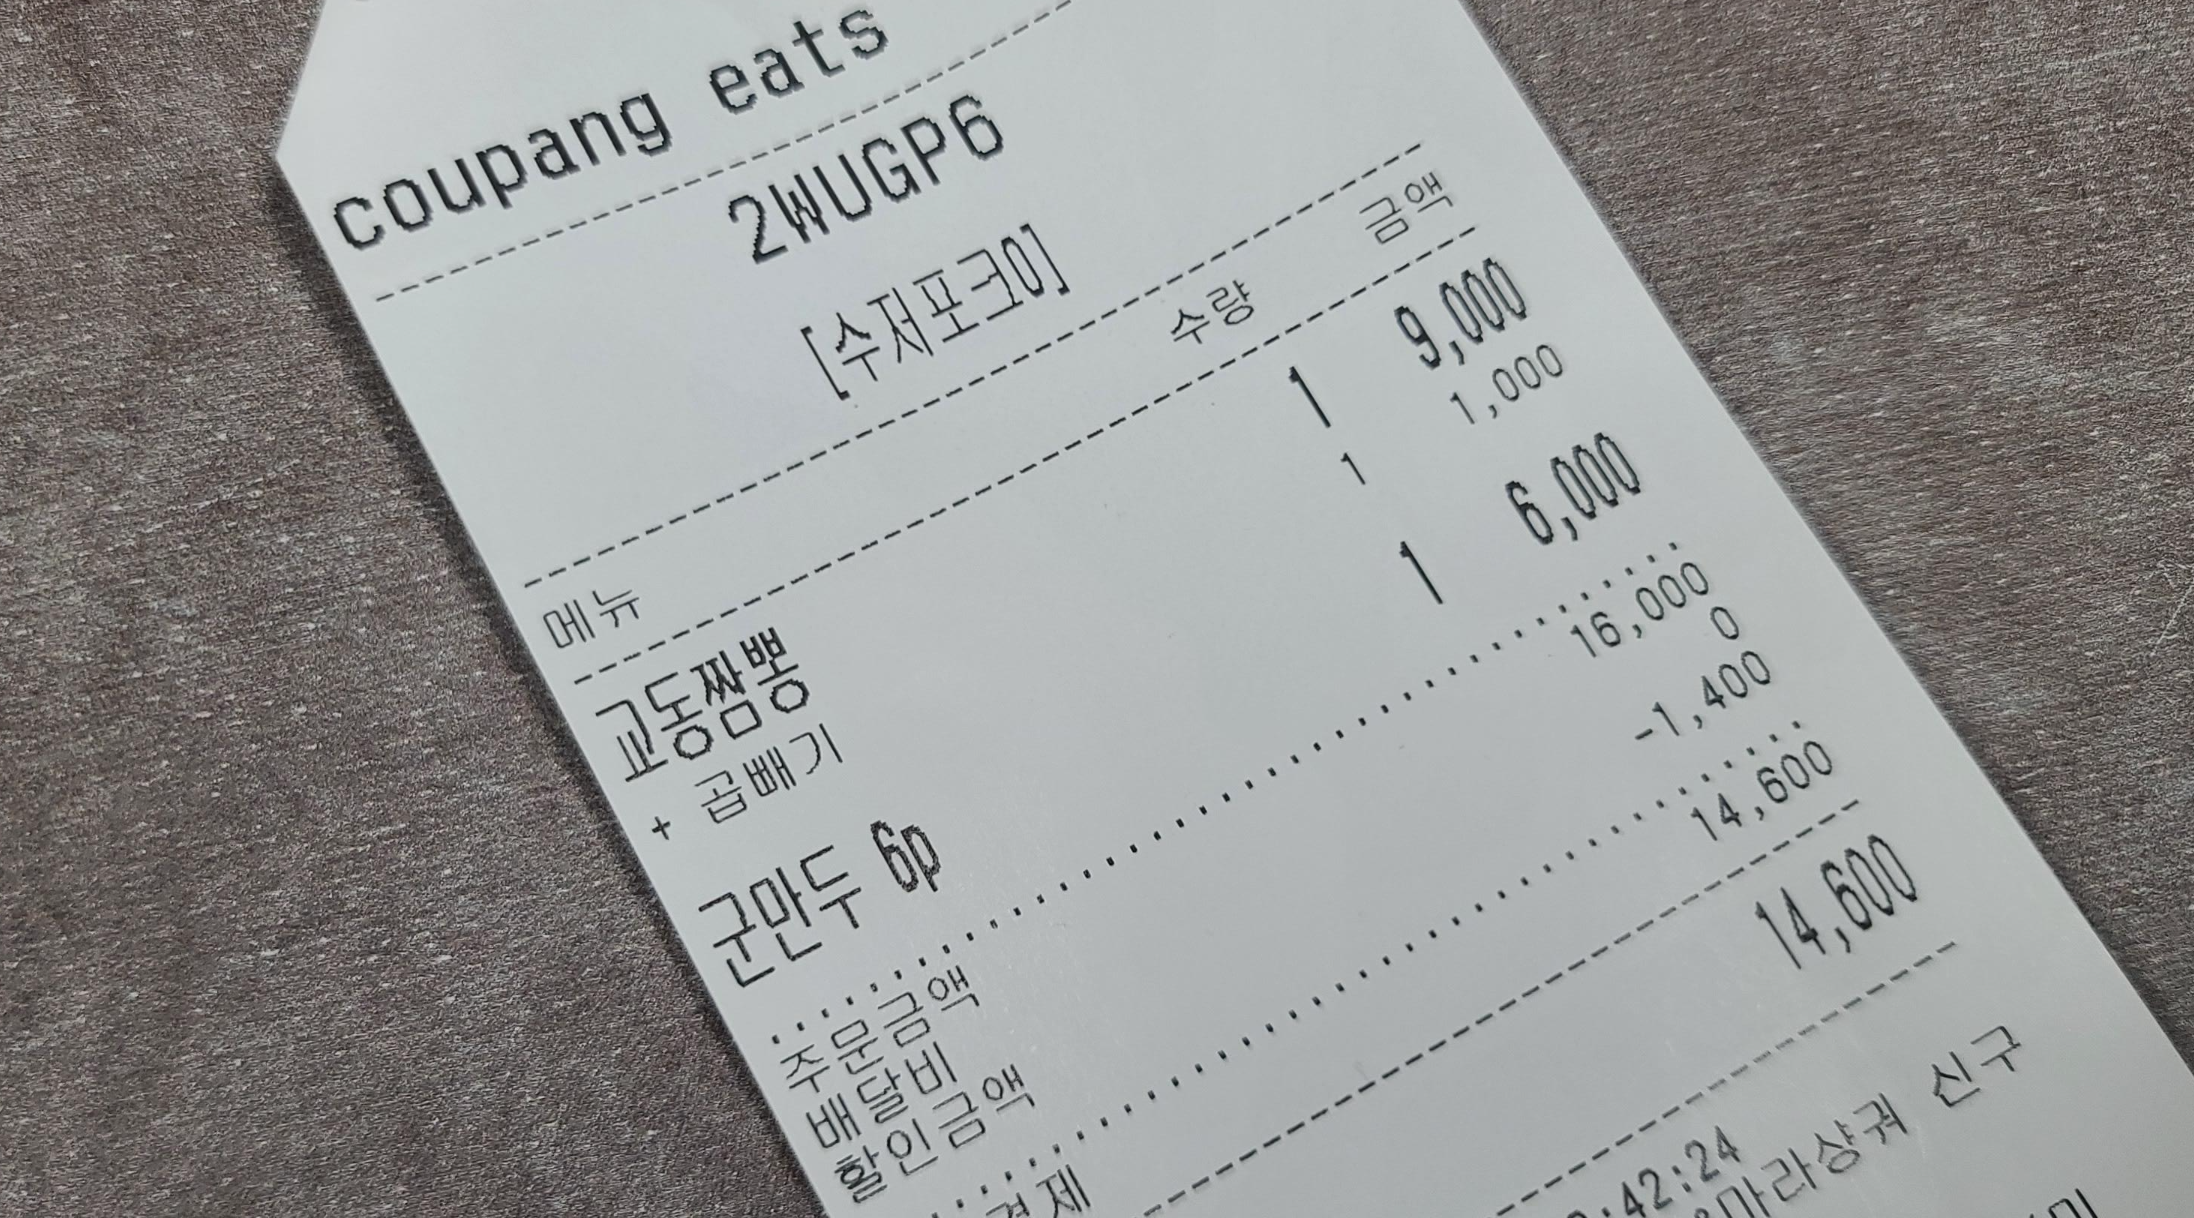 coupang eats
2WUGP6
[수저포크이]
메뉴 수량 금액
교동짬뽕 1 9,000
+ 곱빼기 1 1,000
군만두 6p 1 6,000
주문금액 16,000
배달비 0
할인금액 -1,400
결제 14,600
14,600
:42:24
신구